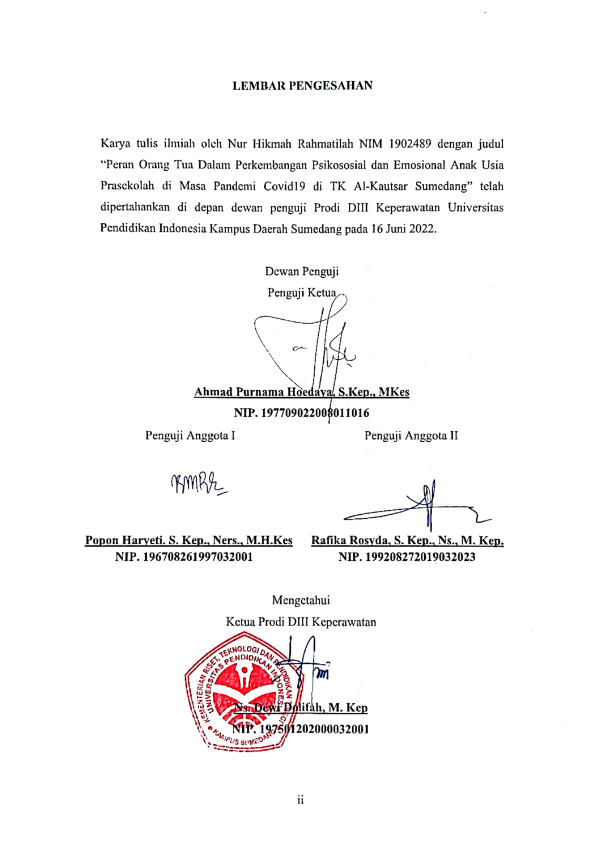 LEMBAR PENGESAHAN
Karya tulis ilmiah oleh Nur Hikmah Rahmatilah NIM 1902489 dengan judul
“Peran Orang Tua Dalam Perkembangan Psikososial dan Emosional Anak Usia
Prasekolah di Masa Pandemi Covid19 di TK Al-Kautsar Sumedang” telah
dipertahankan di depan dewan penguji Prodi DIII Keperawatan Universitas
Pendidikan Indonesia Kampus Daerah Sumedang pada 16 Juni 2022.
Dewan Penguji
Penguji Ketua
Ahmad Purnama Hoedaya, S.Kep., MKes
NIP. 197709022008011016
Penguji Anggota I
Penguji Anggota II
Popon Haryeti. S. Kep., Ners., M.H.Kes
Rafika Rosyda, S. Kep., Ns., M. Kep.
NIP. 196708261997032001
NIP. 199208272019032023
Mengetahui
Ketua Prodi DIII Keperawatan
KEMENTERIAN RISET, TEKNOLOGI DAN PENDIDIKAN
UNIVERSITAS PENDIDIKAN INDONESIA
KAMPUS SUMEDANG
Ns. Dewi Dolifah, M. Kep
NIP. 197501202000032001
ii